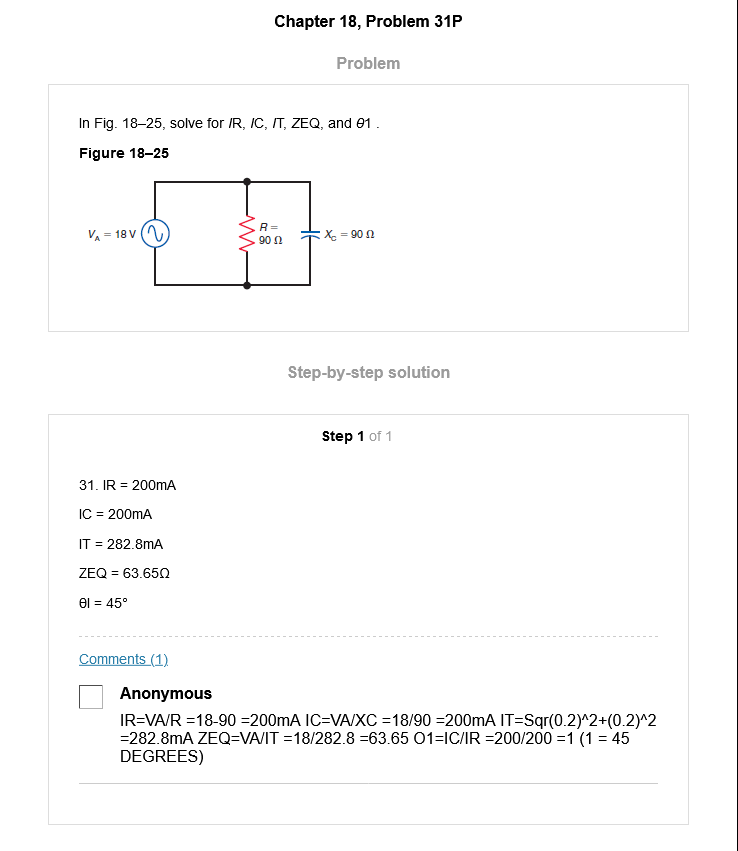 Chapter 18, Problem 31P
Problem
In Fig. 18–25, solve for IR, IC, IT, ZEQ, and θ1 .
Figure 18–25
VA = 18 V
R =
90 Ω
XC = 90 Ω
Step-by-step solution
Step 1 of 1
31. IR = 200mA
IC = 200mA
IT = 282.8mA
ZEQ = 63.65Ω
θI = 45°
Comments (1)
Anonymous
IR=VA/R =18-90 =200mA IC=VA/XC =18/90 =200mA IT=Sqr(0.2)^2+(0.2)^2
=282.8mA ZEQ=VA/IT =18/282.8 =63.65 O1=IC/IR =200/200 =1 (1 = 45
DEGREES)